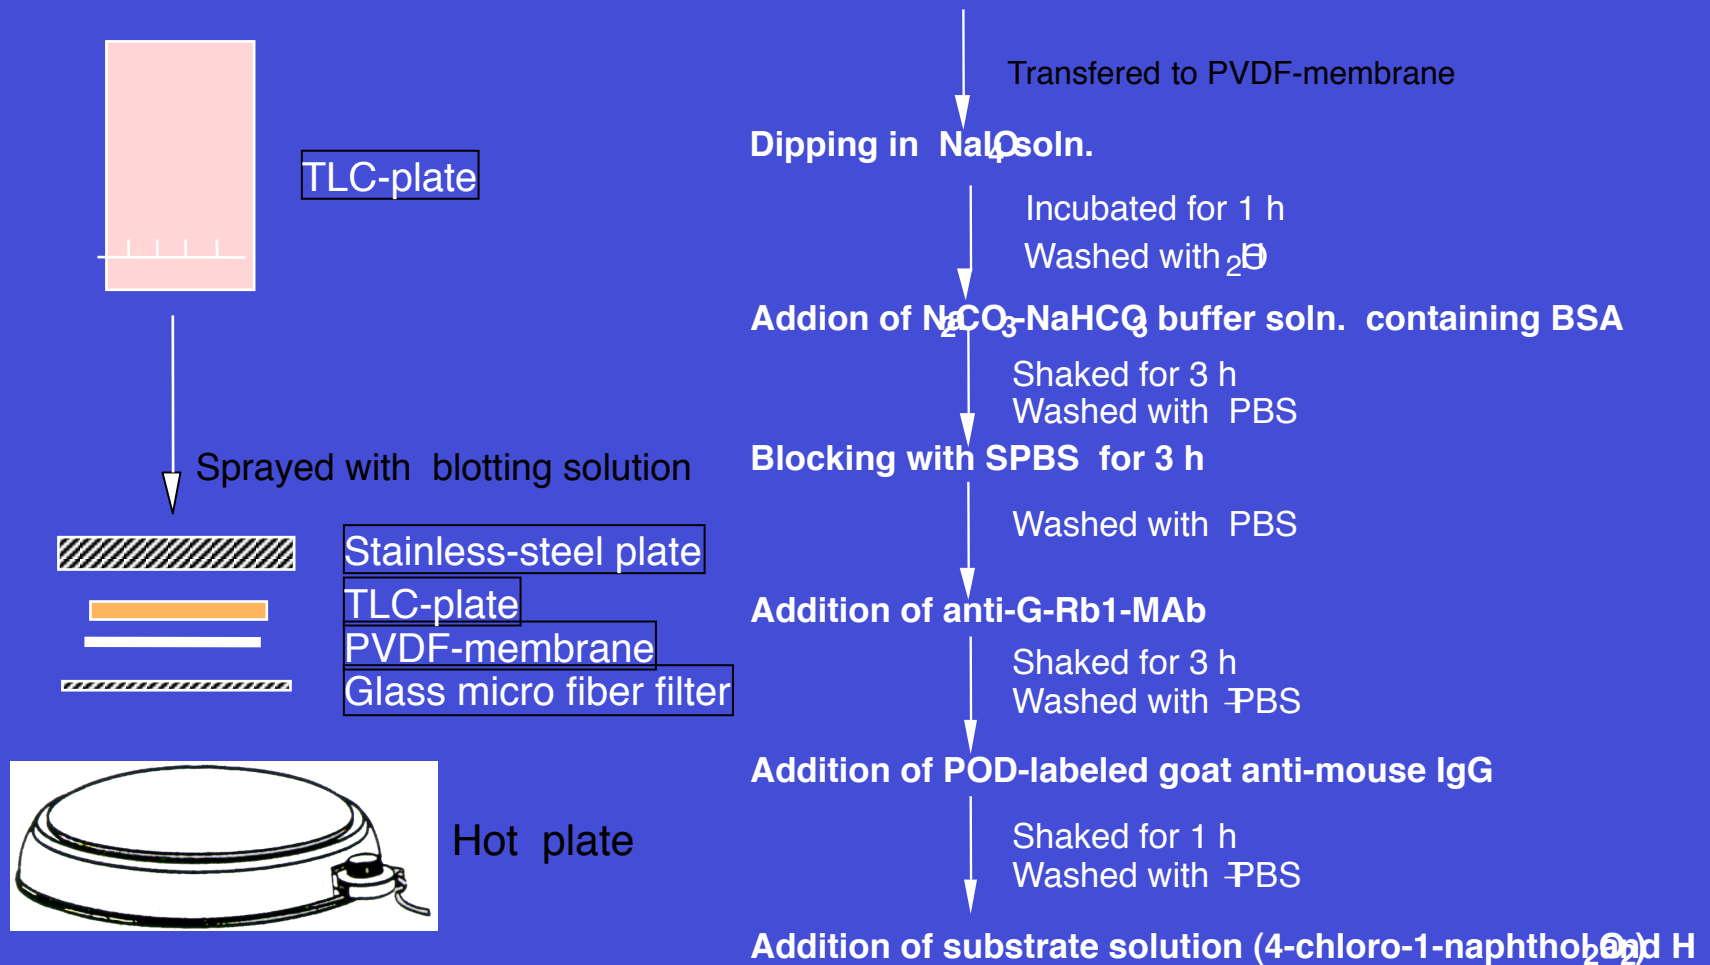 TLC-plate
Sprayed with blotting solution
Stainless-steel plate
TLC-plate
PVDF-membrane
Glass micro fiber filter
Hot plate
Transfered to PVDF-membrane
Dipping in NaIO4 soln.
Incubated for 1 h
Washed with H2O
Addion of Na2CO3-NaHCO3 buffer soln. containing BSA
Shaked for 3 h
Washed with PBS
Blocking with SPBS for 3 h
Washed with PBS
Addition of anti-G-Rb1-MAb
Shaked for 3 h
Washed with T-PBS
Addition of POD-labeled goat anti-mouse IgG
Shaked for 1 h
Washed with T-PBS
Addition of substrate solution (4-chloro-1-naphthol and H2O2)